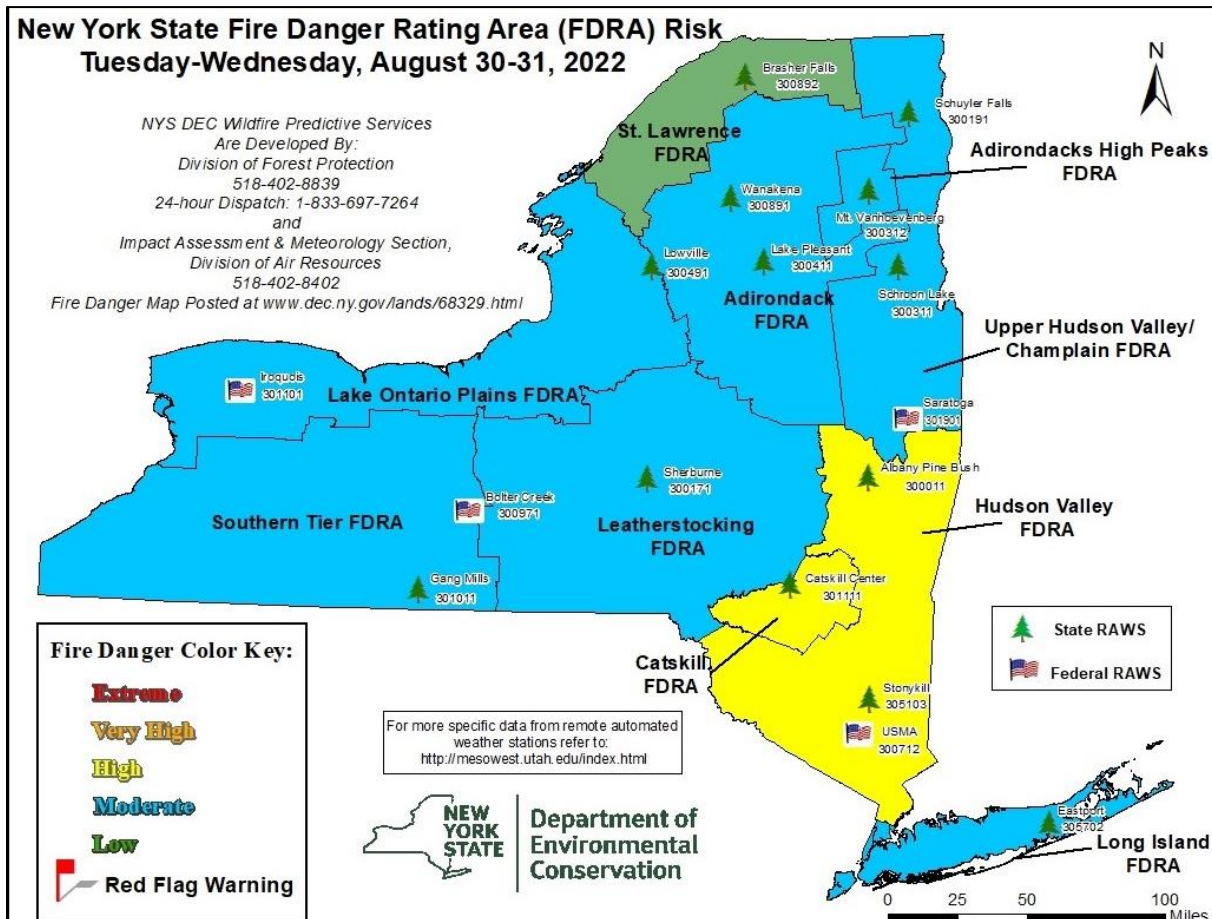 New York State Fire Danger Rating Area (FDRA) Risk
Tuesday-Wednesday, August 30-31, 2022
NYS DEC Wildfire Predictive Services
Are Developed By:
Division of Forest Protection
518-402-8839
24-hour Dispatch: 1-833-697-7264
and
Impact Assessment & Meteorology Section,
Division of Air Resources
518-402-8402
Fire Danger Map Posted at www.dec.ny.gov/lands/68329.html
N
Brasher Falls
300892
St. Lawrence
FDRA
Schuyler Falls
300191
Adirondacks High Peaks
FDRA
Wanakena
300891
Mt. Vanhoevenberg
300312
Lowville
300491
Lake Pleasant
300411
Adirondack
FDRA
Schroon Lake
300311
Upper Hudson Valley/
Champlain FDRA
Iroquois
301101
Lake Ontario Plains FDRA
Saratoga
301901
Sherburne
300171
Albany Pine Bush
300011
Bolter Creek
300971
Southern Tier FDRA
Leatherstocking
FDRA
Hudson Valley
FDRA
Gang Mills
301011
Catskill Center
301111
Catskill
FDRA
Stonykill
305103
USMA
300712
State RAWS
Federal RAWS
Fire Danger Color Key:
Extreme
Very High
High
Moderate
Low
Red Flag Warning
For more specific data from remote automated
weather stations refer to:
http://mesowest.utah.edu/index.html
NEW
YORK
STATE
Department of
Environmental
Conservation
Eastport
305702
Long Island
FDRA
0 25 50 100
Miles